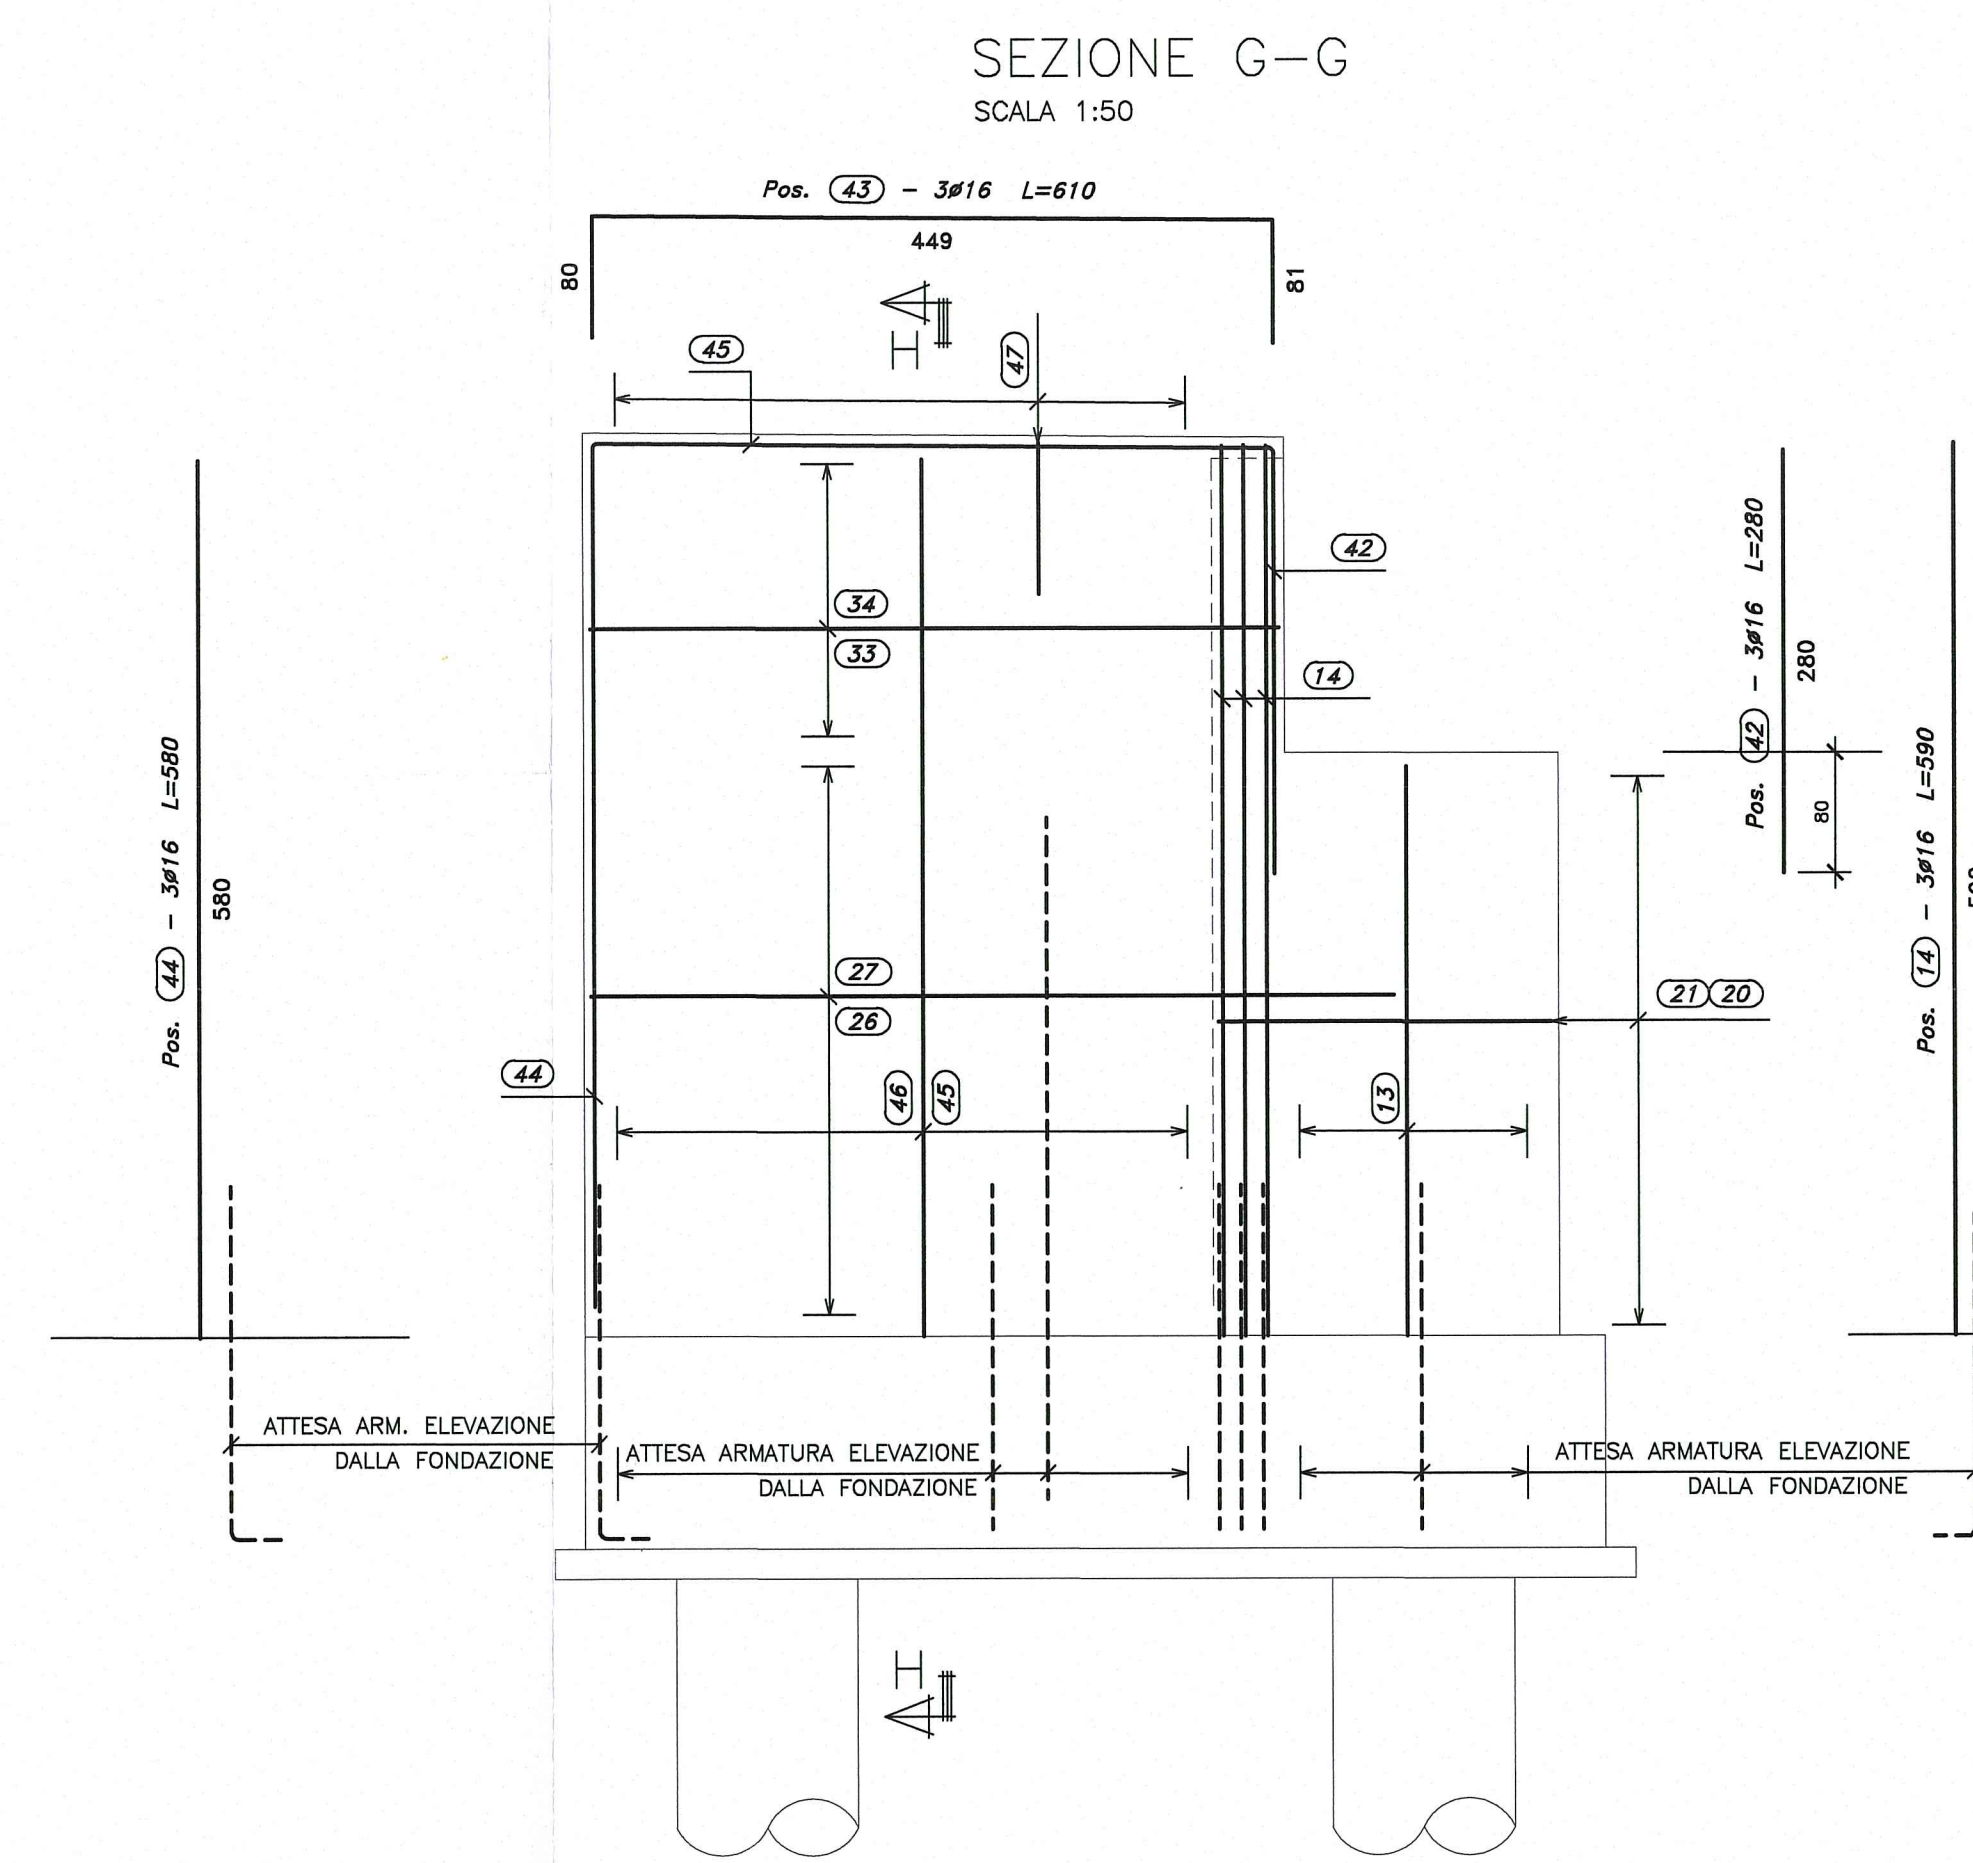 SEZIONE G-G
SCALA 1:50
Pos. 43 - 3ø16 L=610
449
80
81
H
45
47
42
34
33
14
Pos. 44 - 3ø16 L=580
580
Pos. 42 - 3ø16 L=280
280
80
Pos. 14 - 3ø16 L=590
27
26
21 20
44
46
45
13
ATTESA ARM. ELEVAZIONE
DALLA FONDAZIONE
ATTESA ARMATURA ELEVAZIONE
DALLA FONDAZIONE
ATTESA ARMATURA ELEVAZIONE
DALLA FONDAZIONE
H